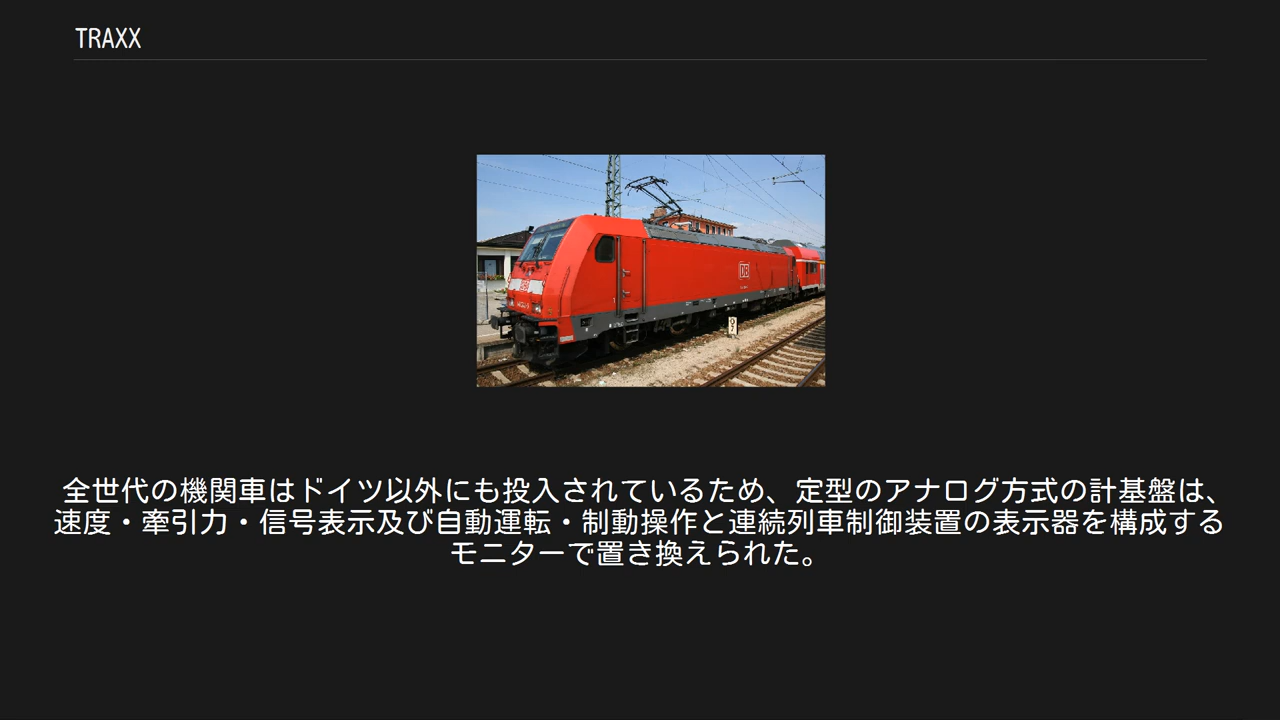 TRAXX
DB
DB
全世代の機関車はドイツ以外にも投入されているため、定型のアナログ方式の計基盤は、
速度・牽引力・信号表示及び自動運転・制動操作と連続列車制御装置の表示器を構成する
モニターで置き換えられた。